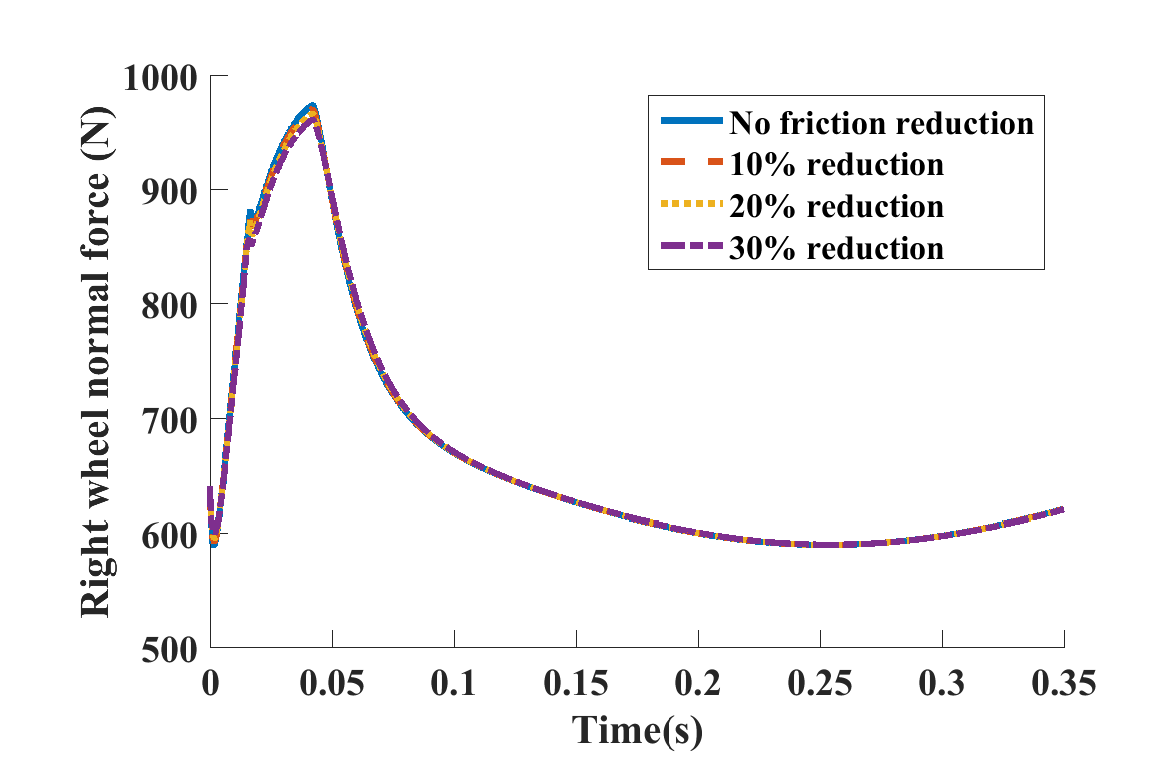 Right wheel normal force (N)
1000
900
800
700
600
500
0 0.05 0.1 0.15 0.2 0.25 0.3 0.35
Time(s)
No friction reduction
10% reduction
20% reduction
30% reduction